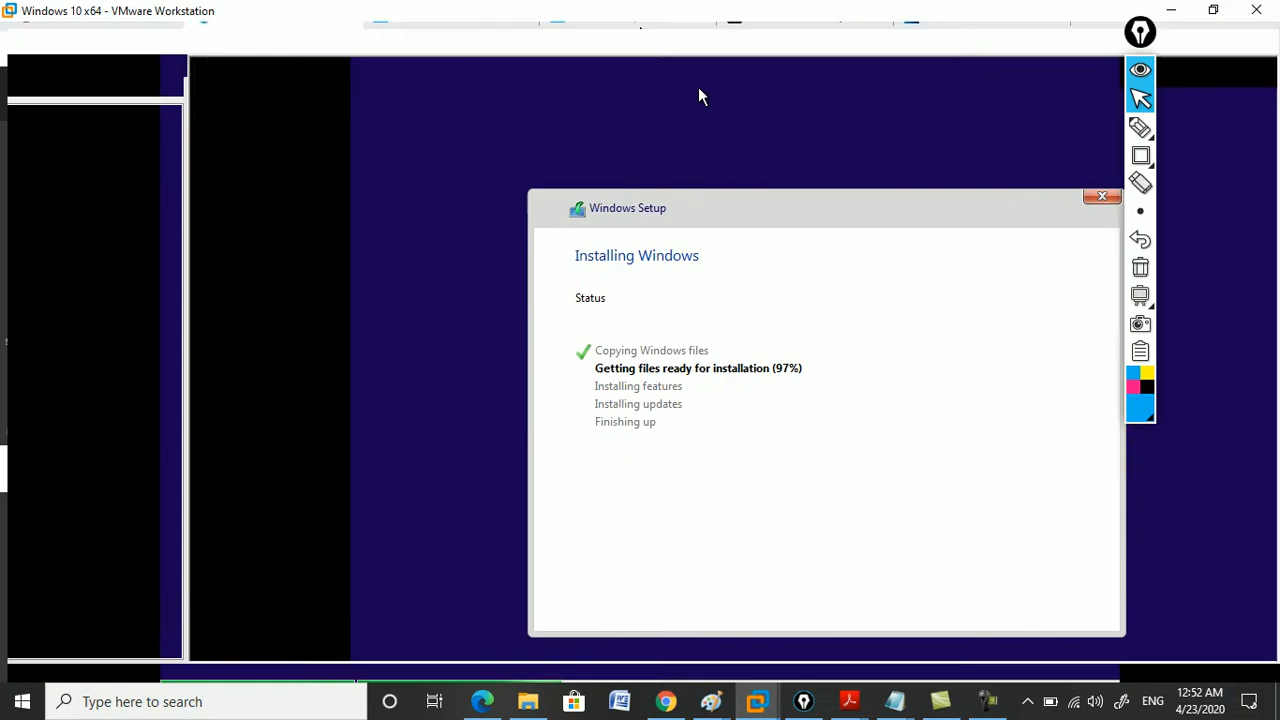 Windows 10 x64 - VMware Workstation
Windows Setup
Installing Windows
Status
Copying Windows files
Getting files ready for installation (97%)
Installing features
Installing updates
Finishing up
Type here to search
ENG
12:52 AM
4/23/2020